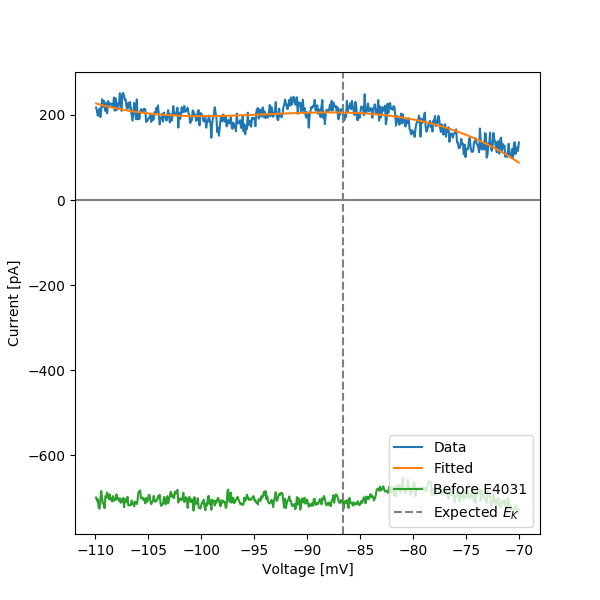 200
0
−200
−400
−600
Current [pA]
Data
Fitted
Before E4031
Expected E_K
−110 −105 −100 −95 −90 −85 −80 −75 −70
Voltage [mV]